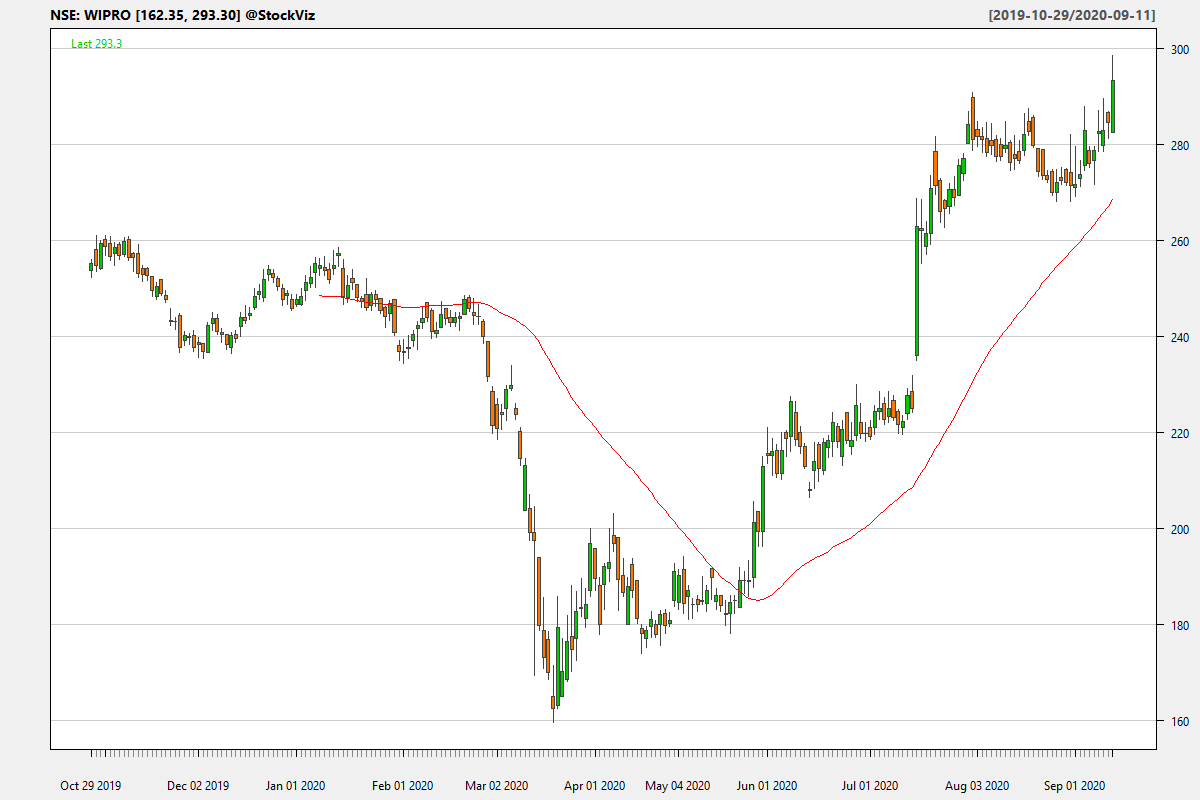 NSE: WIPRO [162.35, 293.30] @StockViz [2019-10-29/2020-09-11]
Last 293.3
300
280
260
240
220
200
180
160
Oct 29 2019 Dec 02 2019 Jan 01 2020 Feb 01 2020 Mar 02 2020 Apr 01 2020 May 04 2020 Jun 01 2020 Jul 01 2020 Aug 03 2020 Sep 01 2020